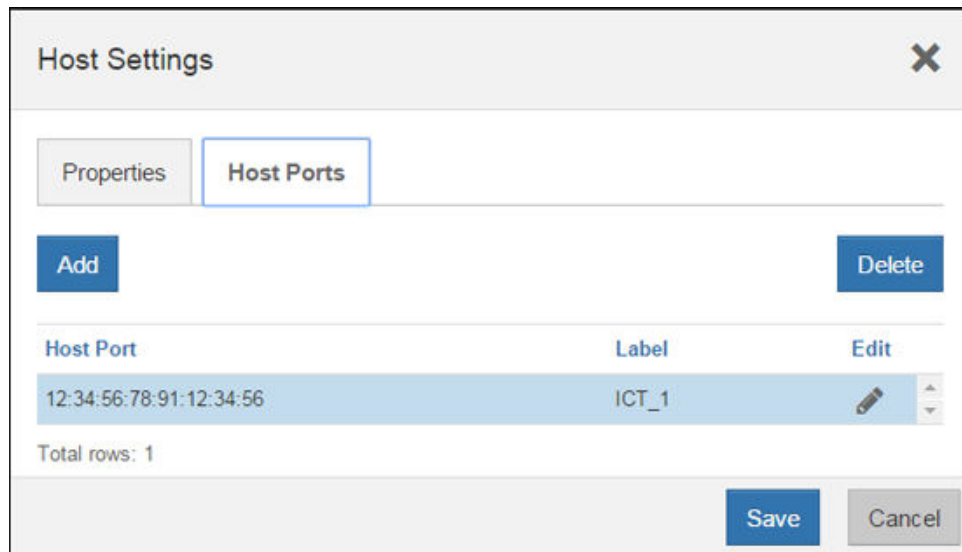 Host Settings
Properties Host Ports
Add Delete
Host Port Label Edit
12:34:56:78:91:12:34:56 ICT_1
Total rows: 1
Save Cancel